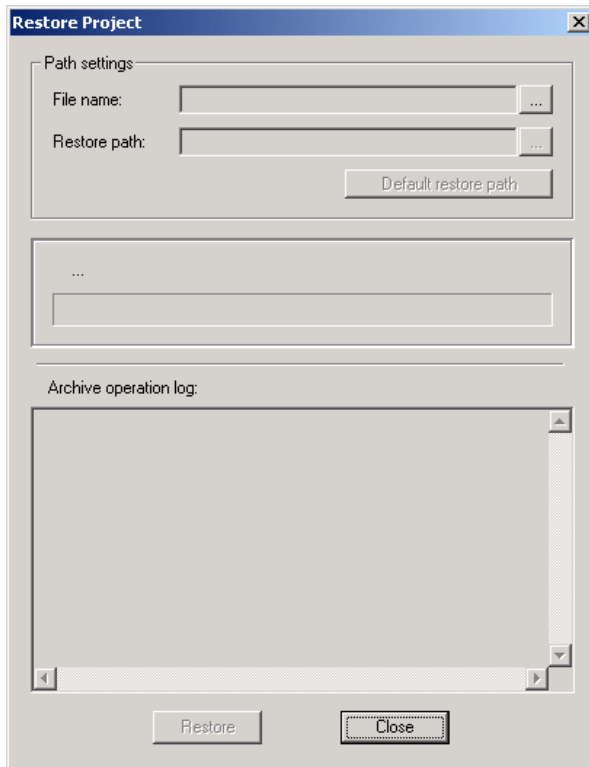 Restore Project
Path settings
File name:
...
Restore path:
...
Default restore path
...
Archive operation log:
Restore
Close